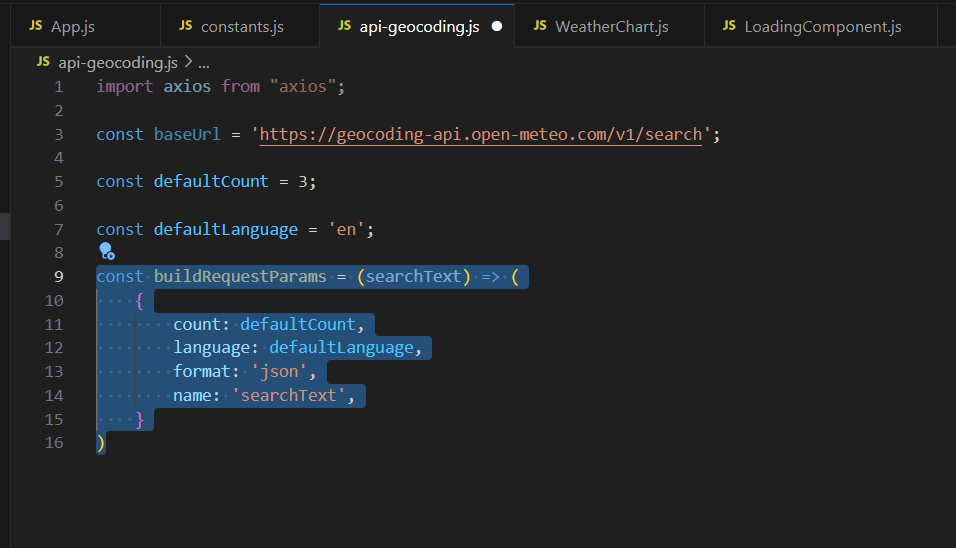 JS App.js JS constants.js JS api-geocoding.js JS WeatherChart.js JS LoadingComponent.js
JS api-geocoding.js > ...
1 import axios from "axios";
2
3 const baseUrl = 'https://geocoding-api.open-meteo.com/v1/search';
4
5 const defaultCount = 3;
6
7 const defaultLanguage = 'en';
8
9 const buildRequestParams = (searchText) => (
10 {
11 count: defaultCount,
12 language: defaultLanguage,
13 format: 'json',
14 name: 'searchText',
15 }
16 )